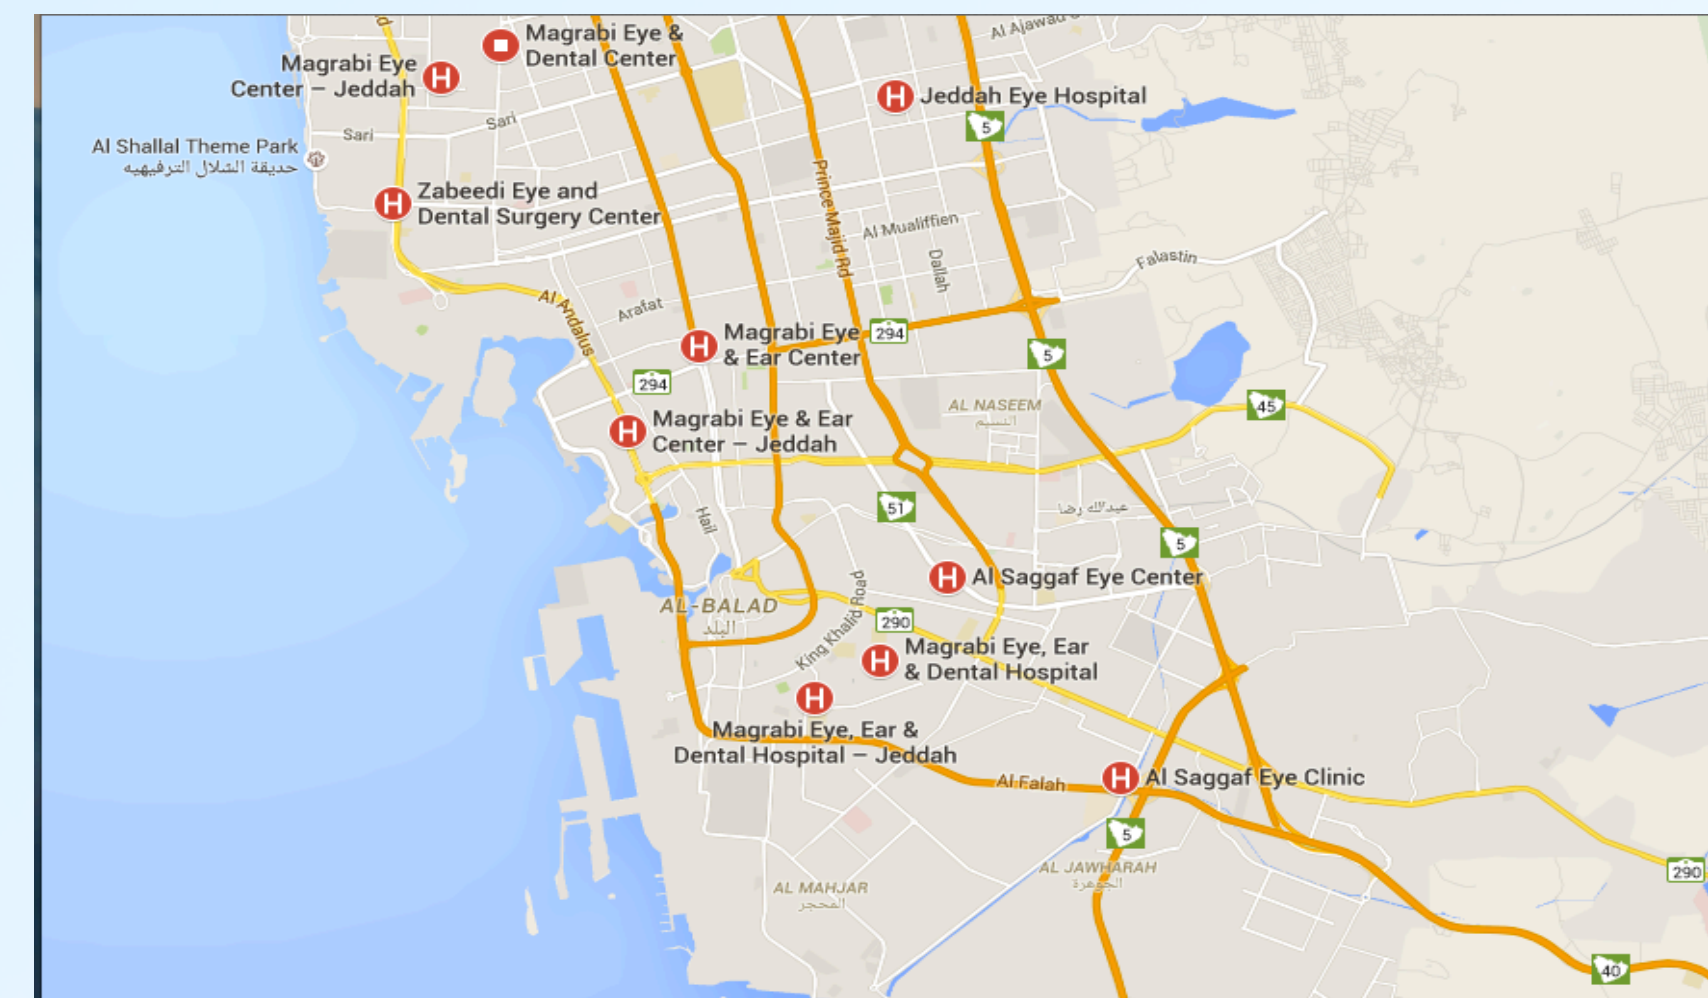 Al Ajawad
Magrabi Eye &
Dental Center
Magrabi Eye
Center – Jeddah
H
H
Jeddah Eye Hospital
5
Sari
Sari
Al Shallal Theme Park
حديقة الشلال الترفيهيه
H
Zabeedi Eye and
Dental Surgery Center
Prince Majid Rd
Al Mualiffien
Dallah
Falastin
Al Andalus
Arafat
H
Magrabi Eye
& Ear Center
294
5
294
AL NASEEM
النسيم
45
H
Magrabi Eye & Ear
Center – Jeddah
51
Hail
عبدالله رضا
5
H
Al Saggaf Eye Center
AL-BALAD
البلد
King Khalid Road
290
H
Magrabi Eye, Ear
& Dental Hospital
H
Magrabi Eye, Ear &
Dental Hospital – Jeddah
Al Falah
H
Al Saggaf Eye Clinic
5
AL JAWHARAH
الجوهرة
290
AL MAHJAR
المحجر
40